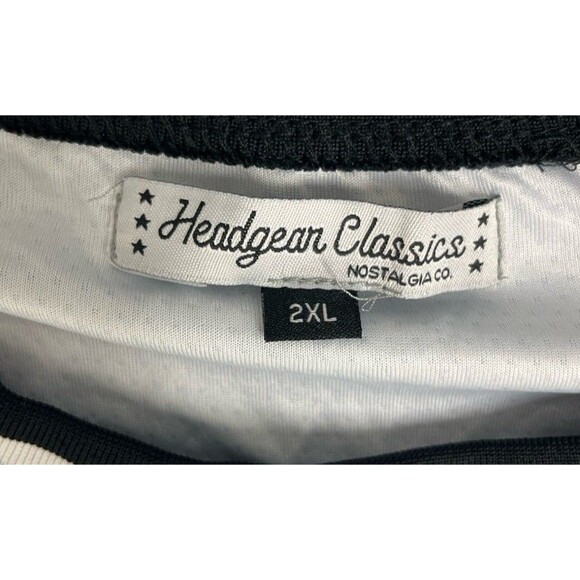 Headgear Classics
NOSTALGIA CO.
2XL